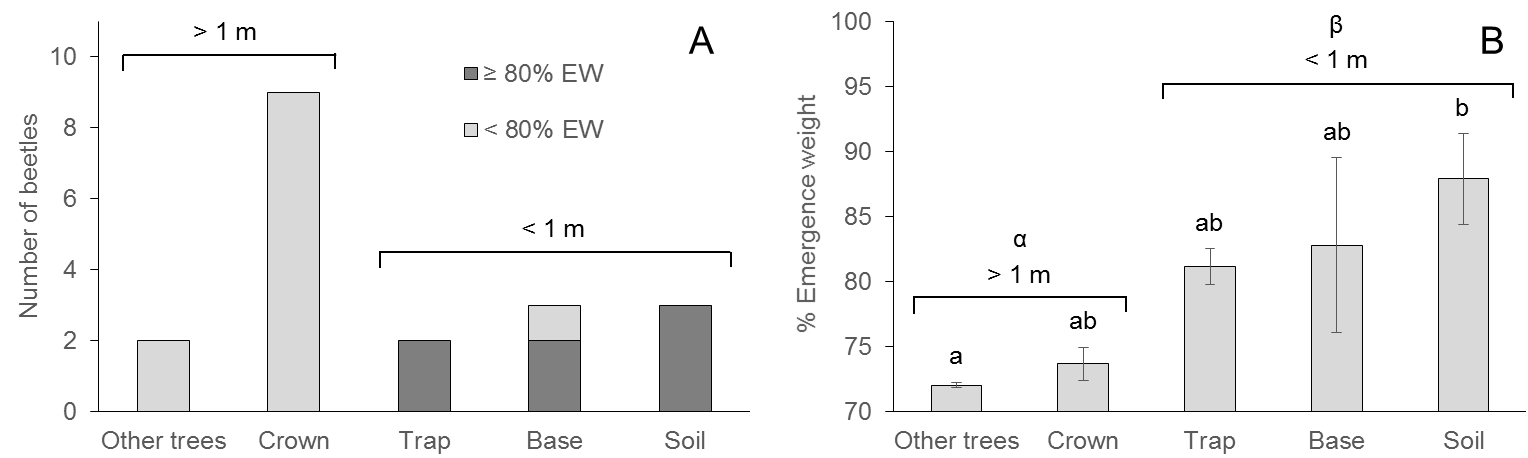 A
> 1 m
≥ 80% EW
< 80% EW
< 1 m
Number of beetles
10
8
6
4
2
0
Other trees Crown Trap Base Soil
B
β
< 1 m
α
> 1 m
a ab ab ab b
% Emergence weight
100
95
90
85
80
75
70
Other trees Crown Trap Base Soil